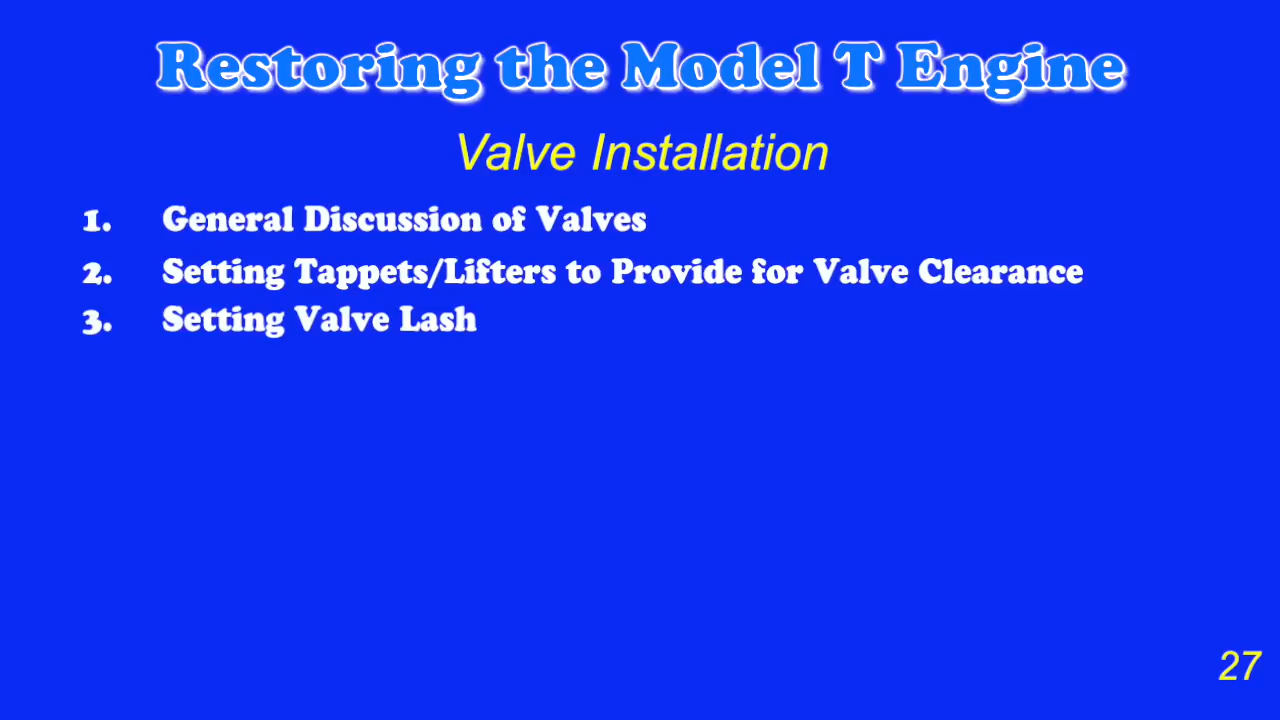 Restoring the Model T Engine
Valve Installation
1. General Discussion of Valves
2. Setting Tappets/Lifters to Provide for Valve Clearance
3. Setting Valve Lash
27